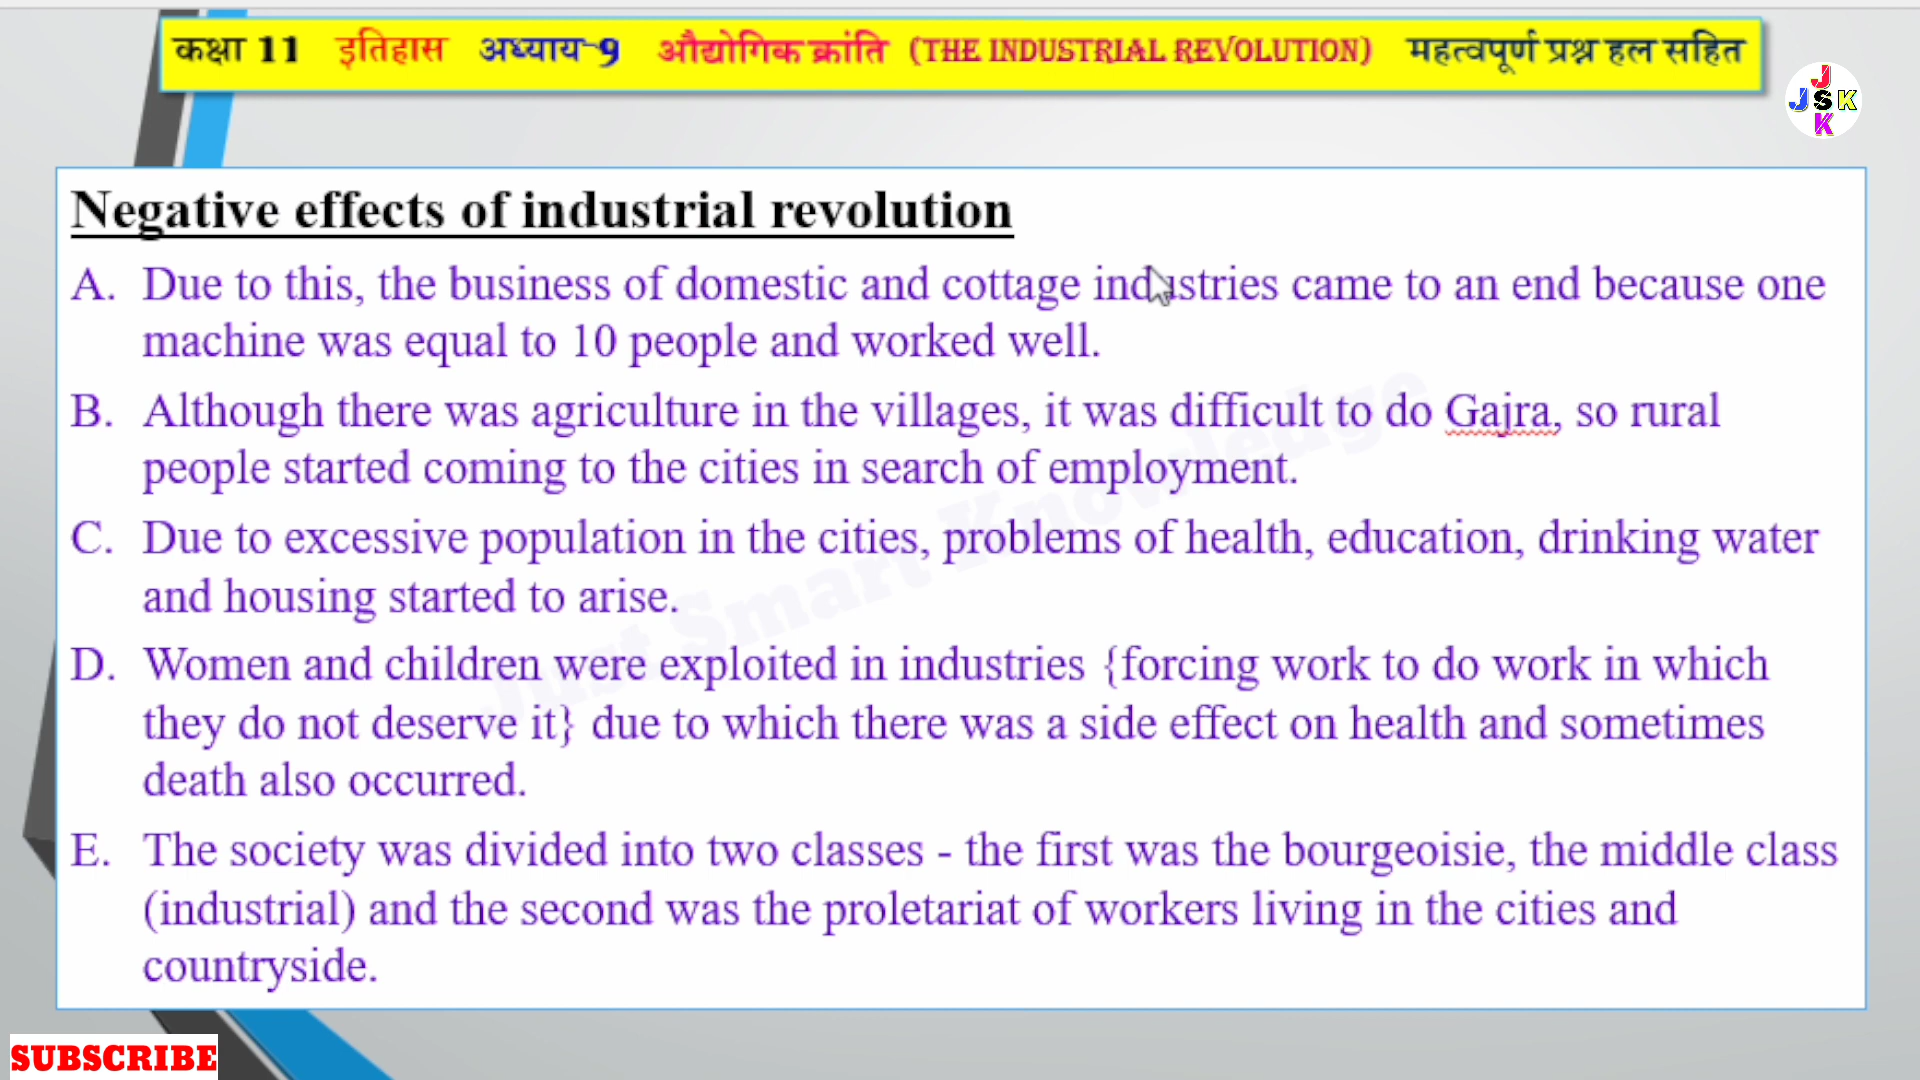 कक्षा 11 इतिहास अध्याय-9 औद्योगिक क्रांति (THE INDUSTRIAL REVOLUTION) महत्वपूर्ण प्रश्न हल सहित
J
J S K
K
Negative effects of industrial revolution
A. Due to this, the business of domestic and cottage industries came to an end because one
machine was equal to 10 people and worked well.
B. Although there was agriculture in the villages, it was difficult to do Gajra, so rural
people started coming to the cities in search of employment.
C. Due to excessive population in the cities, problems of health, education, drinking water
and housing started to arise.
D. Women and children were exploited in industries {forcing work to do work in which
they do not deserve it} due to which there was a side effect on health and sometimes
death also occurred.
E. The society was divided into two classes - the first was the bourgeoisie, the middle class
(industrial) and the second was the proletariat of workers living in the cities and
countryside.
Just Smart Knowledge
SUBSCRIBE